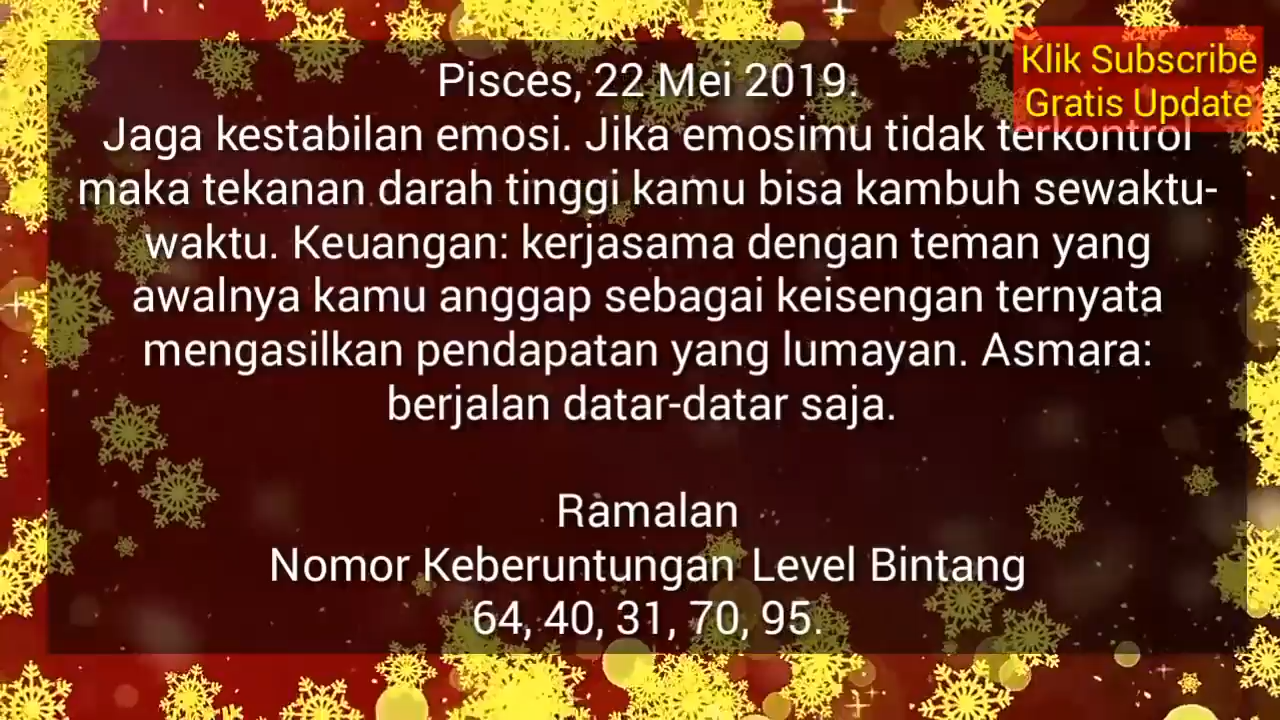 Klik Subscribe
Gratis Update
Pisces, 22 Mei 2019.
Jaga kestabilan emosi. Jika emosimu tidak terkontrol
maka tekanan darah tinggi kamu bisa kambuh sewaktu-
waktu. Keuangan: kerjasama dengan teman yang
awalnya kamu anggap sebagai keisengan ternyata
mengasilkan pendapatan yang lumayan. Asmara:
berjalan datar-datar saja.
Ramalan
Nomor Keberuntungan Level Bintang
64, 40, 31, 70, 95.